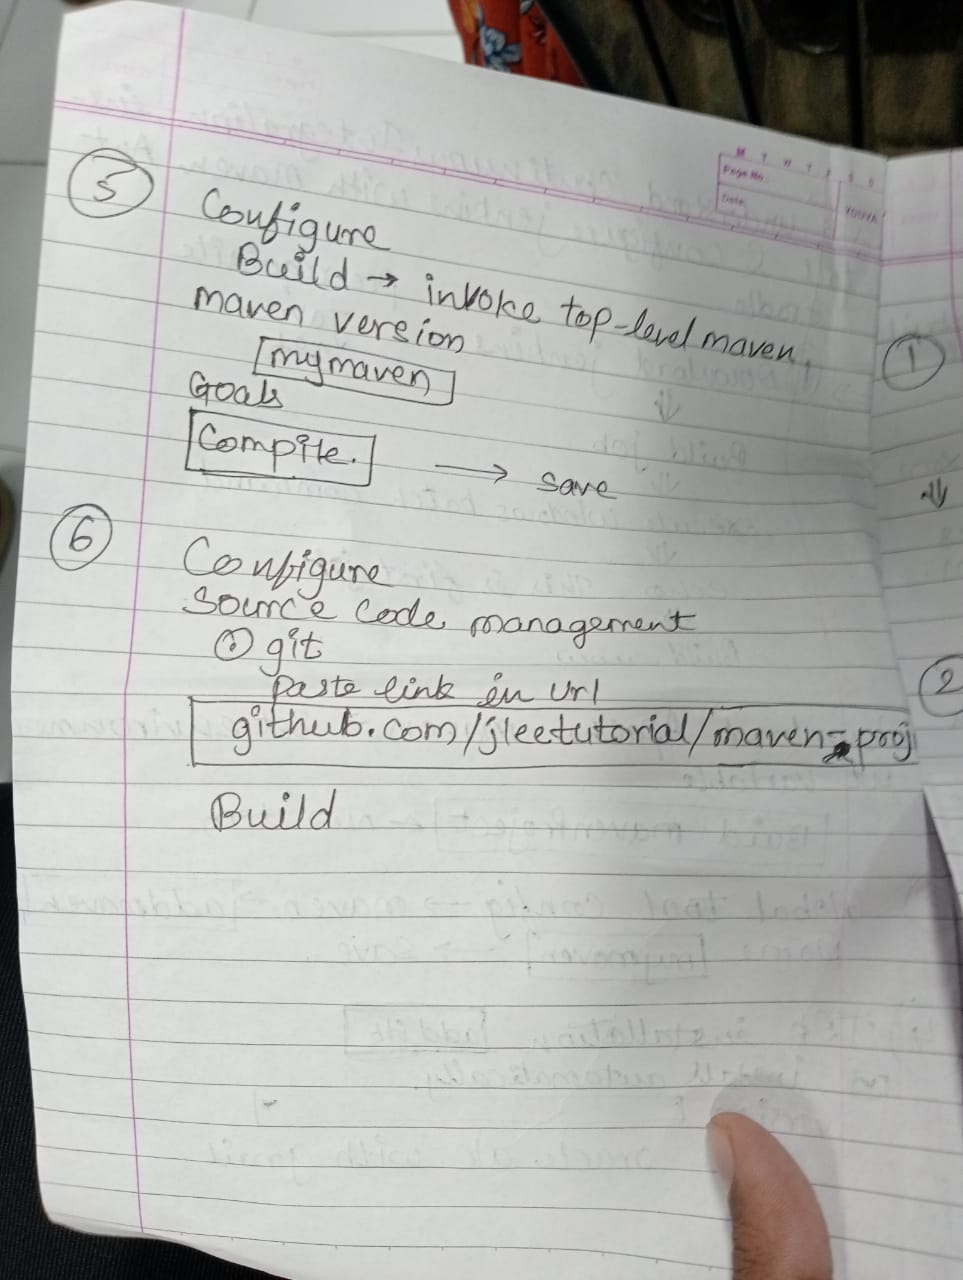 M T W T F S S
Page No.
Date:
YOUVA
5
Configure
Build → invoke top-level maven
maven version
mymaven
Goals
Compile.
→ save
6
Configure
Source code management
git
Paste link in Url
github.com/jleetutorial/maven-proj
Build
1
2